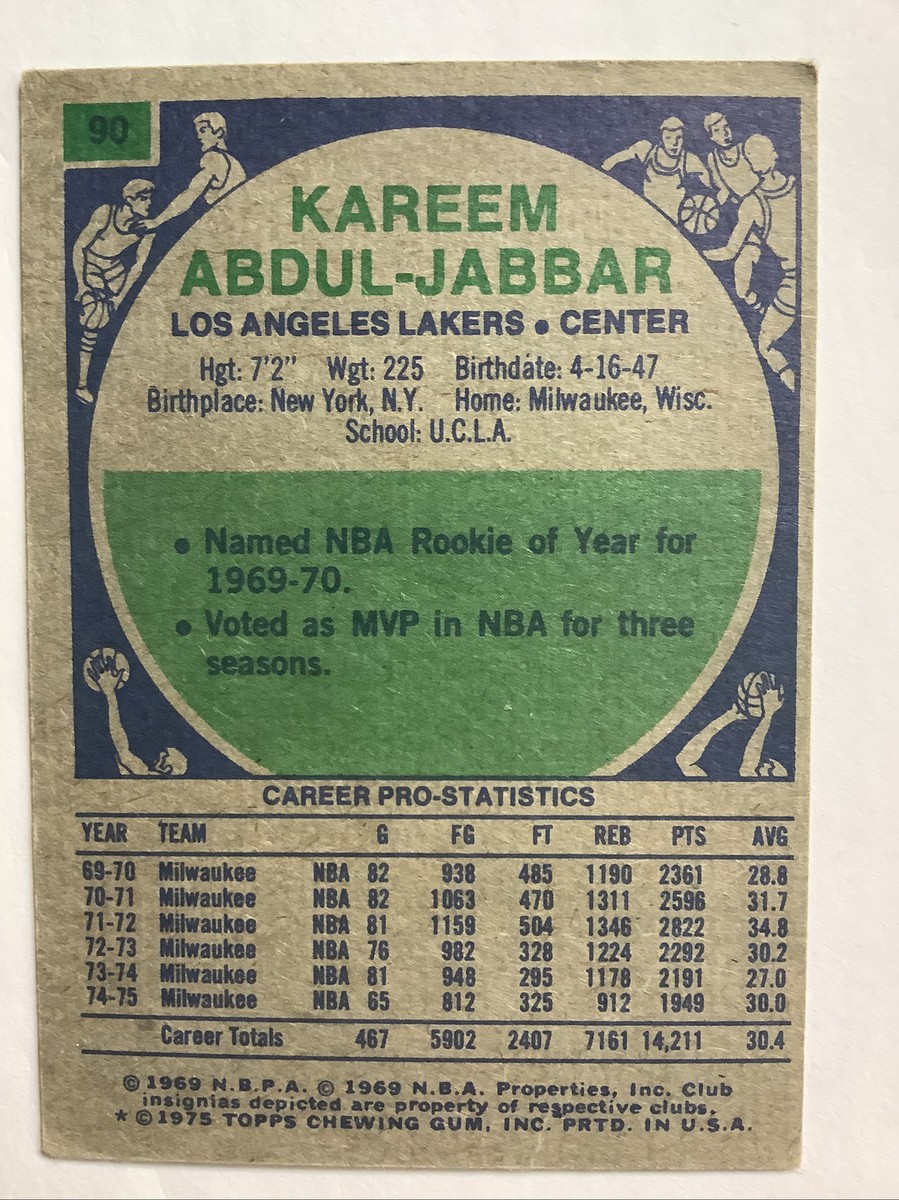 90
KAREEM
ABDUL-JABBAR
LOS ANGELES LAKERS • CENTER
Hgt: 7'2" Wgt: 225 Birthdate: 4-16-47
Birthplace: New York, N.Y. Home: Milwaukee, Wisc.
School: U.C.L.A.
• Named NBA Rookie of Year for
1969-70.
• Voted as MVP in NBA for three
seasons.
CAREER PRO-STATISTICS
YEAR TEAM G FG FT REB PTS AVG
69-70 Milwaukee NBA 82 938 485 1190 2361 28.8
70-71 Milwaukee NBA 82 1063 470 1311 2596 31.7
71-72 Milwaukee NBA 81 1159 504 1346 2822 34.8
72-73 Milwaukee NBA 76 982 328 1224 2292 30.2
73-74 Milwaukee NBA 81 948 295 1178 2191 27.0
74-75 Milwaukee NBA 65 812 325 912 1949 30.0
Career Totals 467 5902 2407 7161 14,211 30.4
© 1969 N.B.P.A. © 1969 N.B.A. Properties, Inc. Club
insignias depicted are property of respective clubs.
* © 1975 TOPPS CHEWING GUM, INC. PRTD. IN U.S.A.